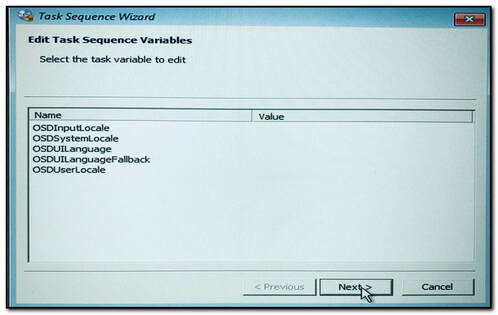 Task Sequence Wizard
Edit Task Sequence Variables
Select the task variable to edit
Name Value
OSDInputLocale
OSDSystemLocale
OSDUILanguage
OSDUILanguageFallback
OSDUserLocale
< Previous Next > Cancel